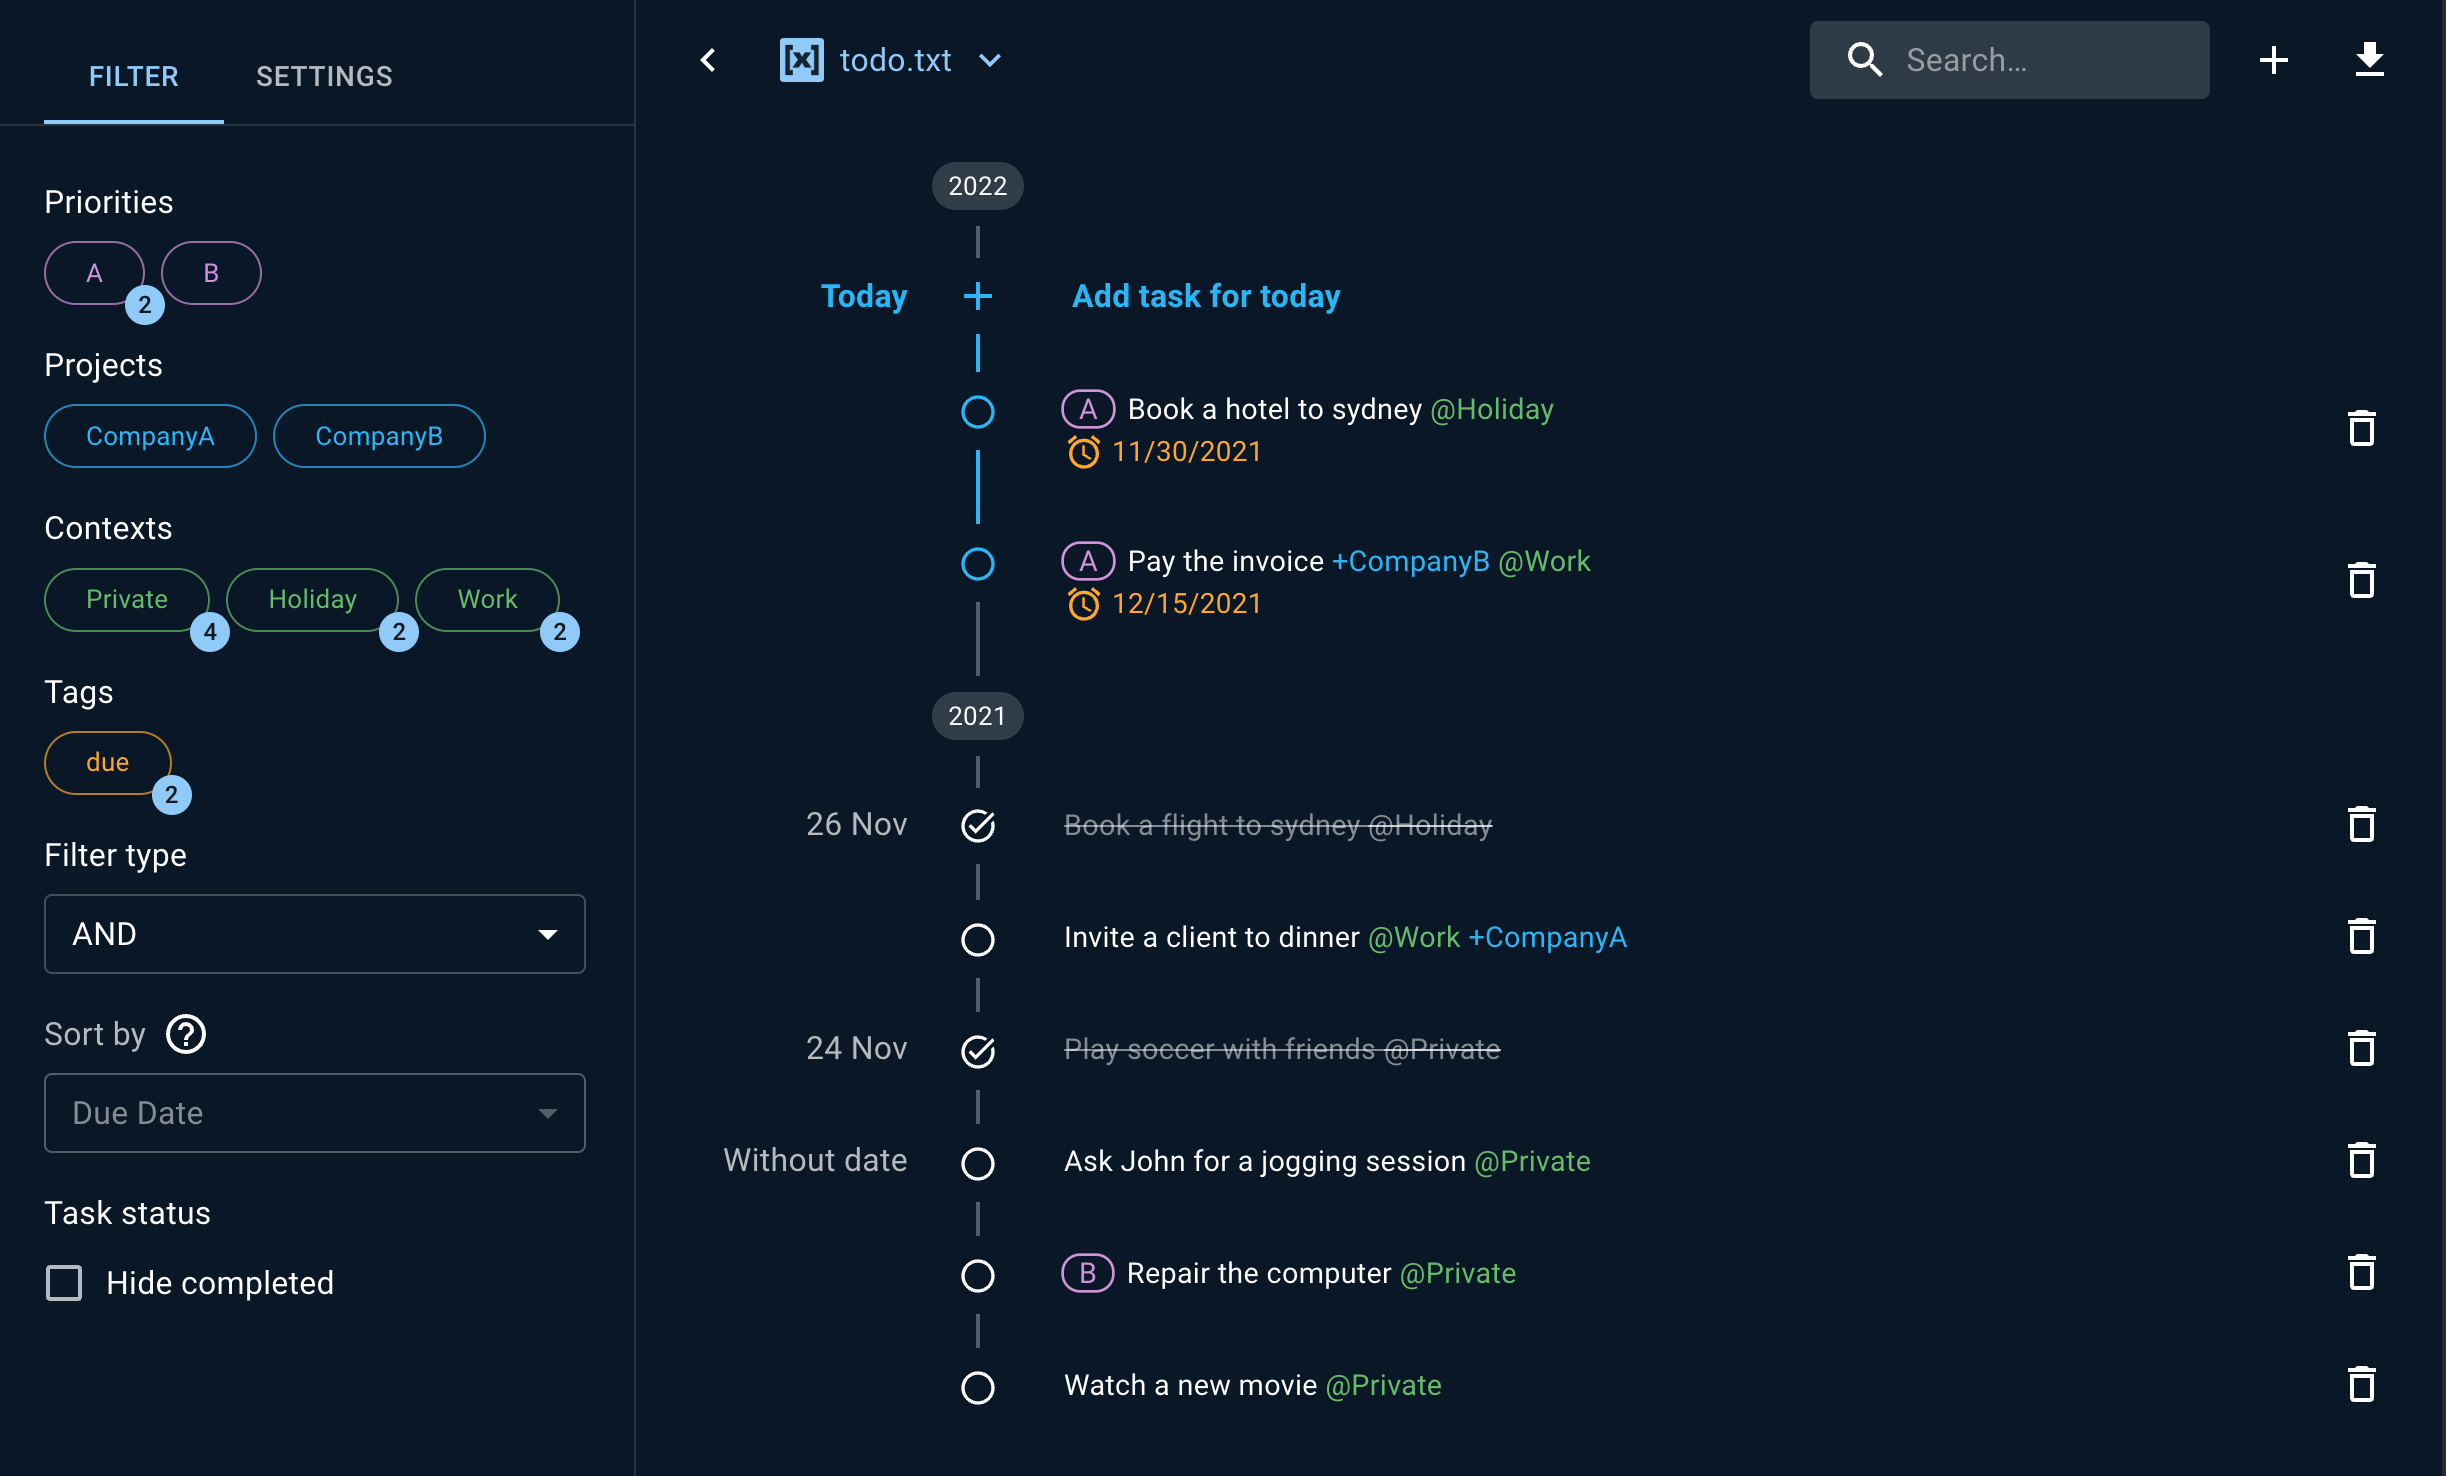 FILTER SETTINGS
Priorities
A 2 B
Projects
CompanyA CompanyB
Contexts
Private 4 Holiday 2 Work 2
Tags
due 2
Filter type
AND
Sort by ?
Due Date
Task status
Hide completed
[x] todo.txt
Search...
2022
Today + Add task for today
A Book a hotel to sydney @Holiday
11/30/2021
A Pay the invoice +CompanyB @Work
12/15/2021
2021
26 Nov Book a flight to sydney @Holiday
Invite a client to dinner @Work +CompanyA
24 Nov Play soccer with friends @Private
Without date Ask John for a jogging session @Private
B Repair the computer @Private
Watch a new movie @Private